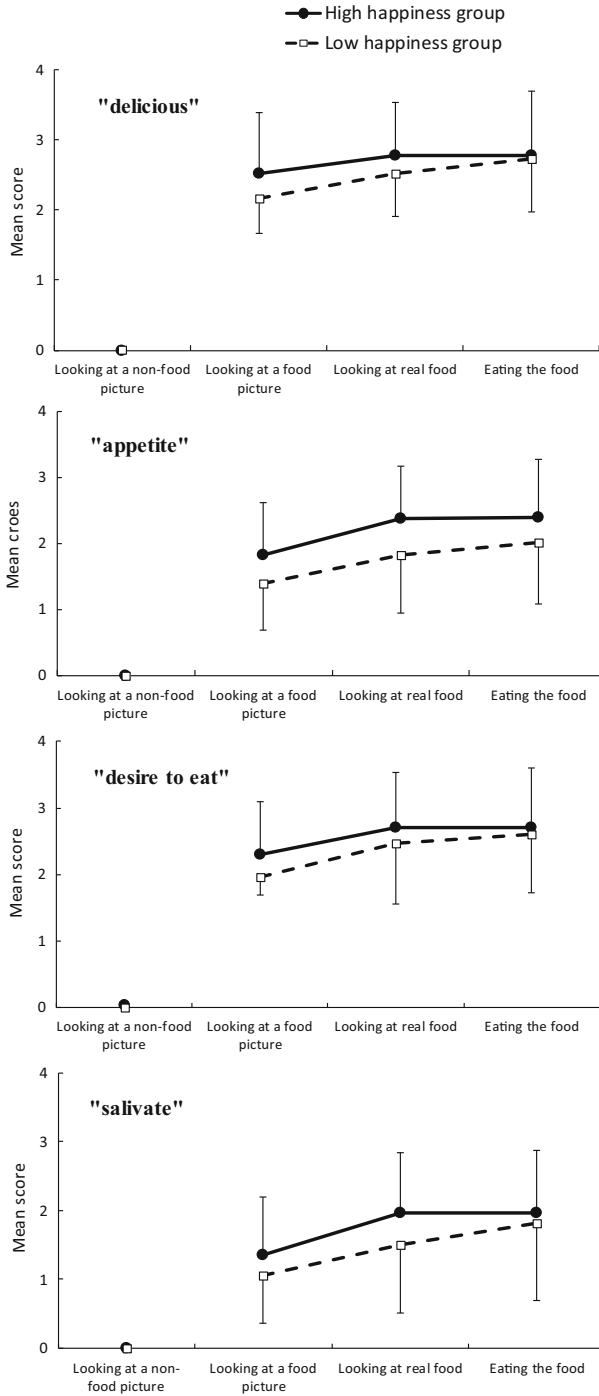 High happiness group
Low happiness group
4
3
2
1
0
Mean score
"delicious"
Looking at a non-food
picture
Looking at a food
picture
Looking at real food
Eating the food
4
3
2
1
0
Mean croes
"appetite"
Looking at a non-food
picture
Looking at a food
picture
Looking at real food
Eating the food
4
3
2
1
0
Mean score
"desire to eat"
Looking at a non-food
picture
Looking at a food
picture
Looking at real food
Eating the food
4
3
2
1
0
Mean score
"salivate"
Looking at a non-
food picture
Looking at a food
picture
Looking at real food
Eating the food